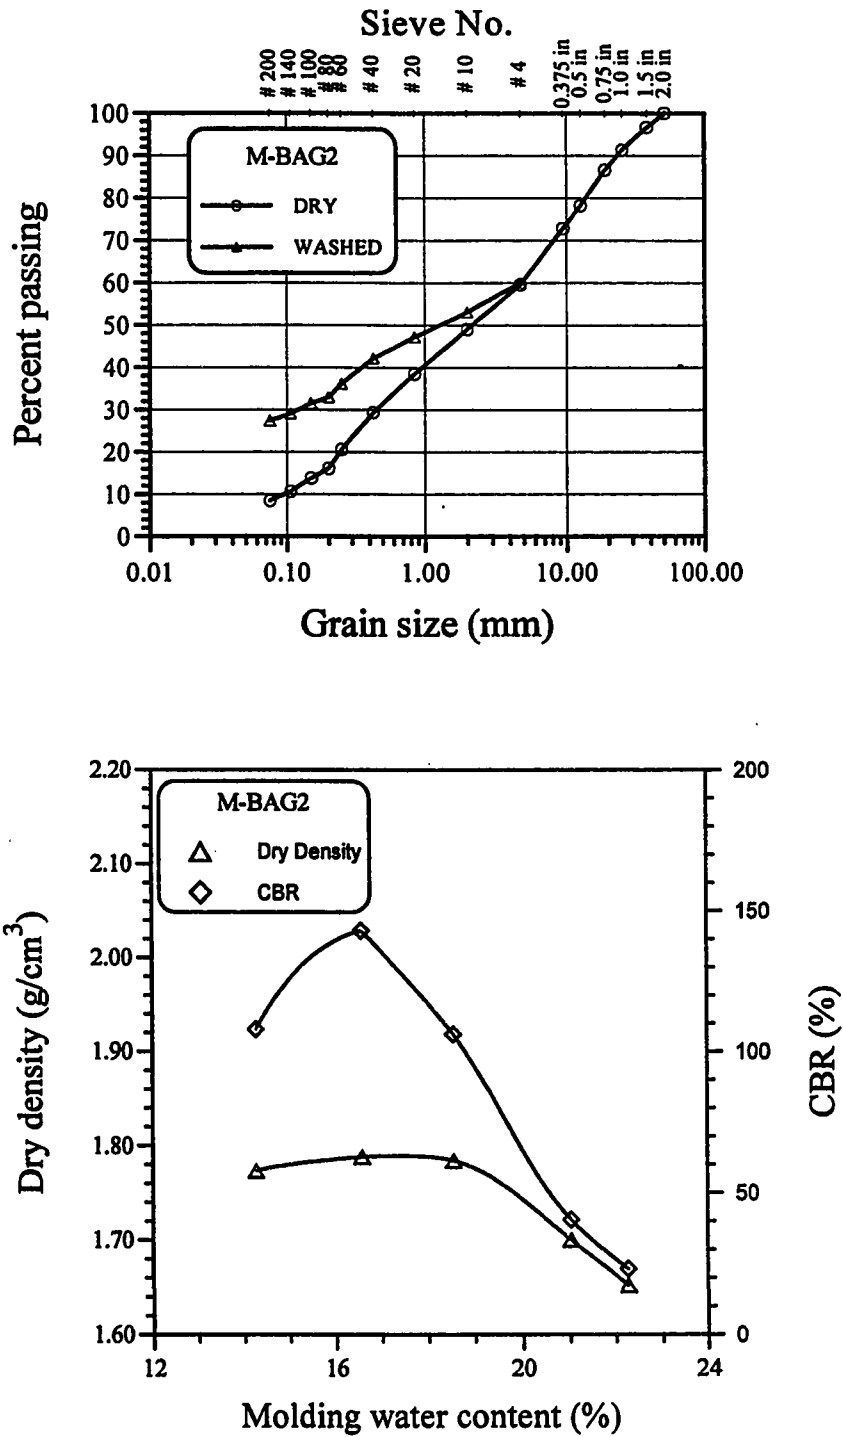 Sieve No.
# 200
# 140
# 100
# 80
# 60
# 40
# 20
# 10
# 4
0.375 in
0.5 in
0.75 in
1.0 in
1.5 in
2.0 in
100
90
80
70
60
50
40
30
20
10
0
Percent passing
M-BAG2
DRY
WASHED
0.01 0.10 1.00 10.00 100.00
Grain size (mm)
2.20
2.10
2.00
1.90
1.80
1.70
1.60
Dry density (g/cm³)
M-BAG2
Dry Density
CBR
200
150
100
50
0
CBR (%)
12 16 20 24
Molding water content (%)